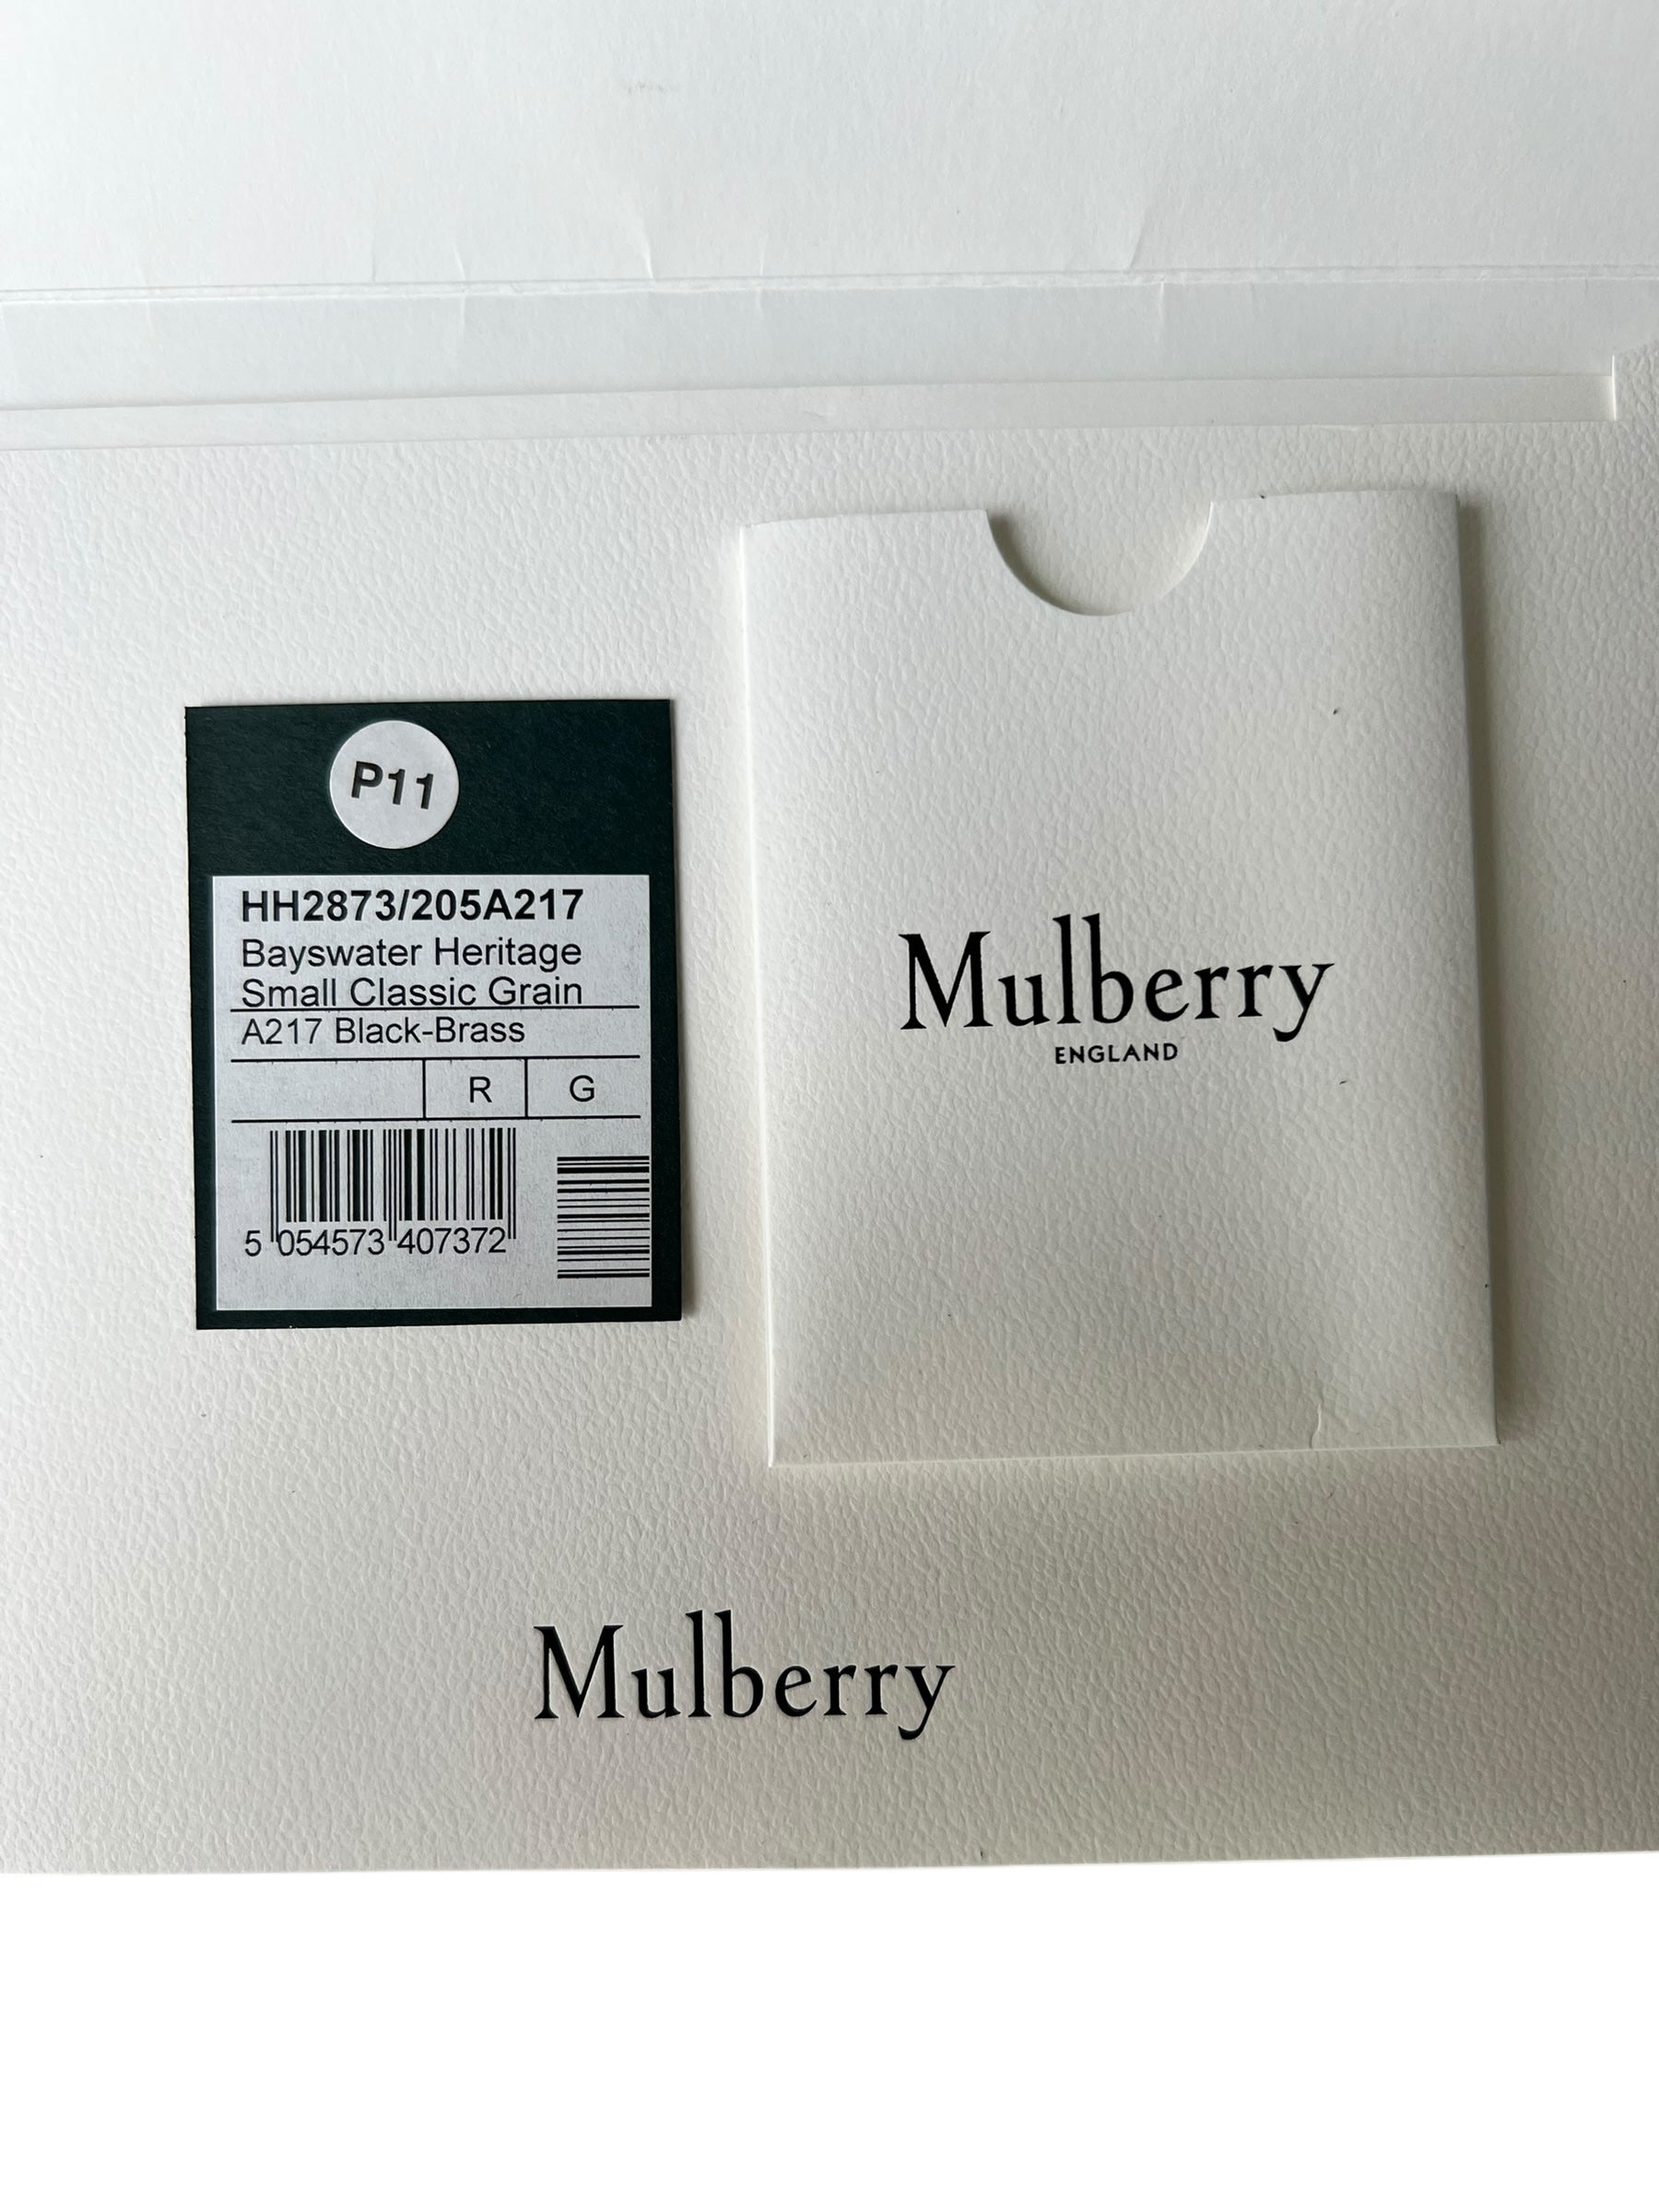 P11
HH2873/205A217
Bayswater Heritage
Small Classic Grain
A217 Black-Brass
R G
5 054573 407372
Mulberry
ENGLAND
Mulberry